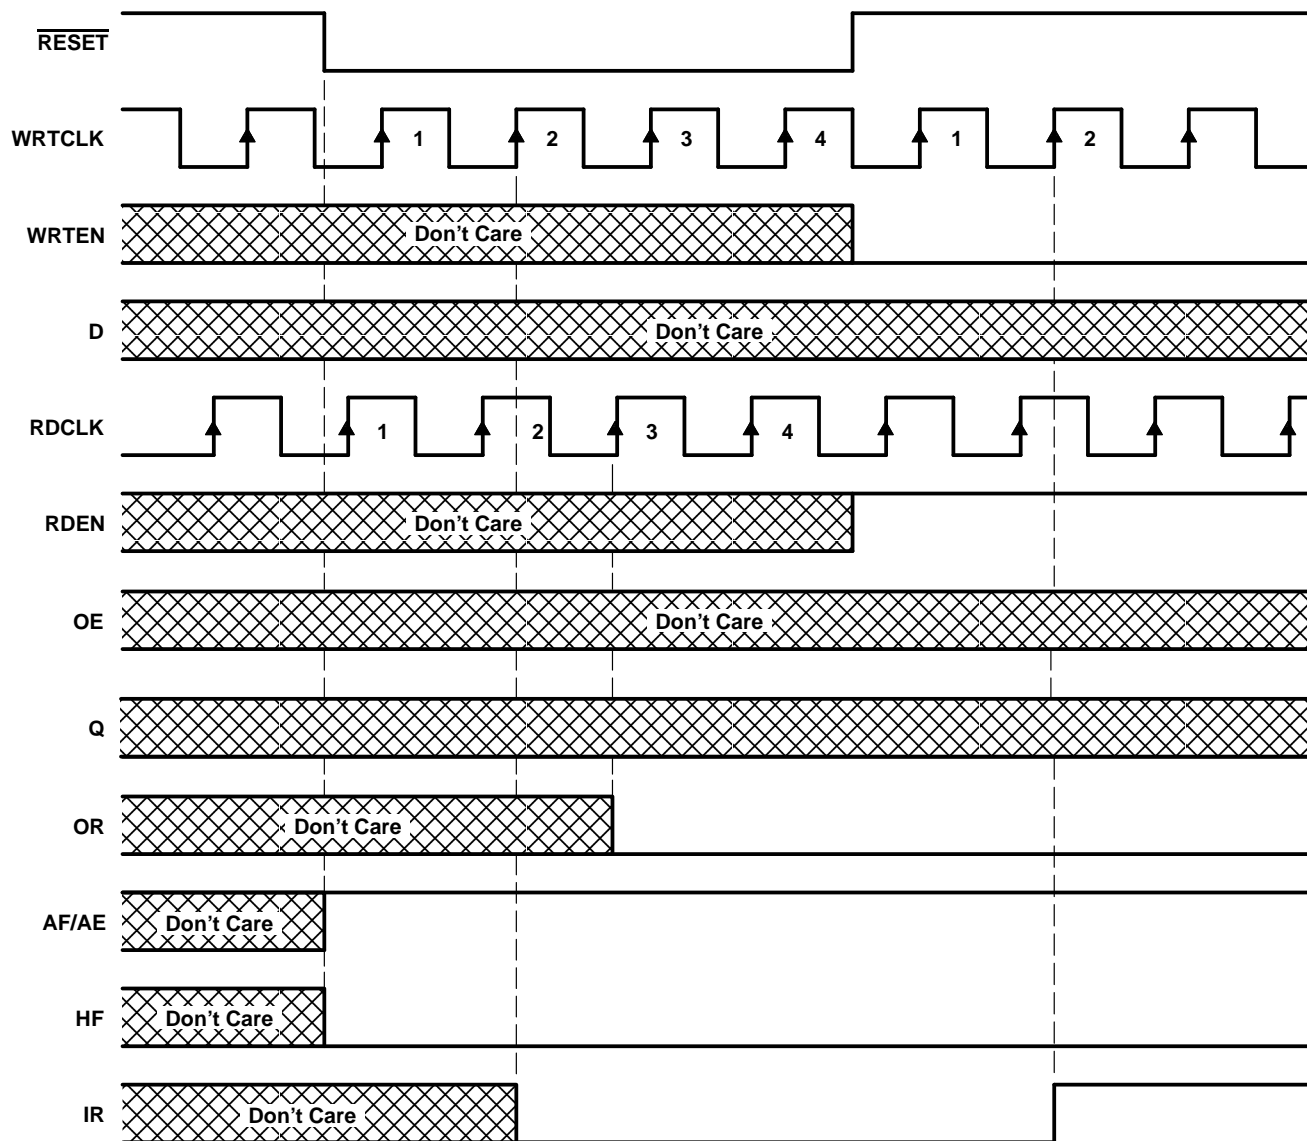 RESET
WRTCLK 1 2 3 4 1 2
WRTEN Don't Care
D Don't Care
RDCLK 1 2 3 4
RDEN Don't Care
OE Don't Care
Q
OR Don't Care
AF/AE Don't Care
HF Don't Care
IR Don't Care